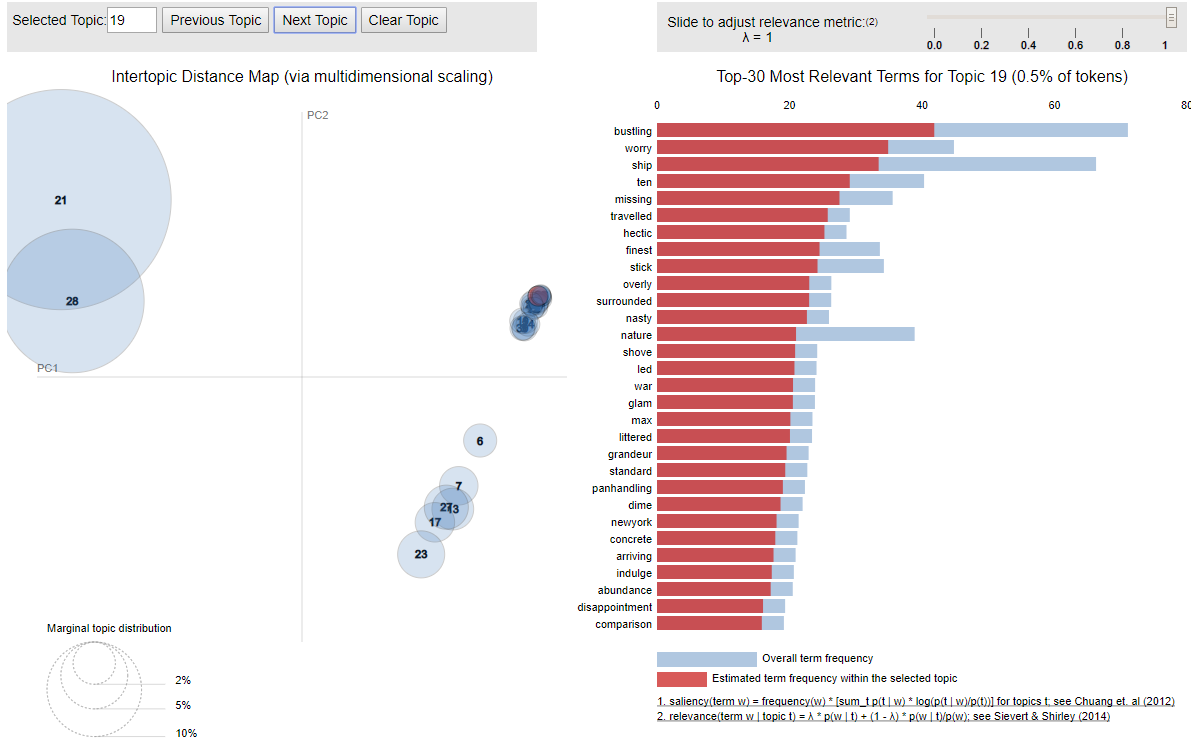 Selected Topic: 19 Previous Topic Next Topic Clear Topic
Slide to adjust relevance metric:(2)
λ = 1
0.0 0.2 0.4 0.6 0.8 1
Intertopic Distance Map (via multidimensional scaling)
PC2
PC1
21
28
6
7
27
13
17
23
Marginal topic distribution
2%
5%
10%
Top-30 Most Relevant Terms for Topic 19 (0.5% of tokens)
0 20 40 60 80
bustling
worry
ship
ten
missing
travelled
hectic
finest
stick
overly
surrounded
nasty
nature
shove
led
war
glam
max
littered
grandeur
standard
panhandling
dime
newyork
concrete
arriving
indulge
abundance
disappointment
comparison
Overall term frequency
Estimated term frequency within the selected topic
1. saliency(term w) = frequency(w) * [sum_t p(t | w) * log(p(t | w)/p(t))] for topics t; see Chuang et. al (2012)
2. relevance(term w | topic t) = λ * p(w | t) + (1 - λ) * p(w | t)/p(w); see Sievert & Shirley (2014)